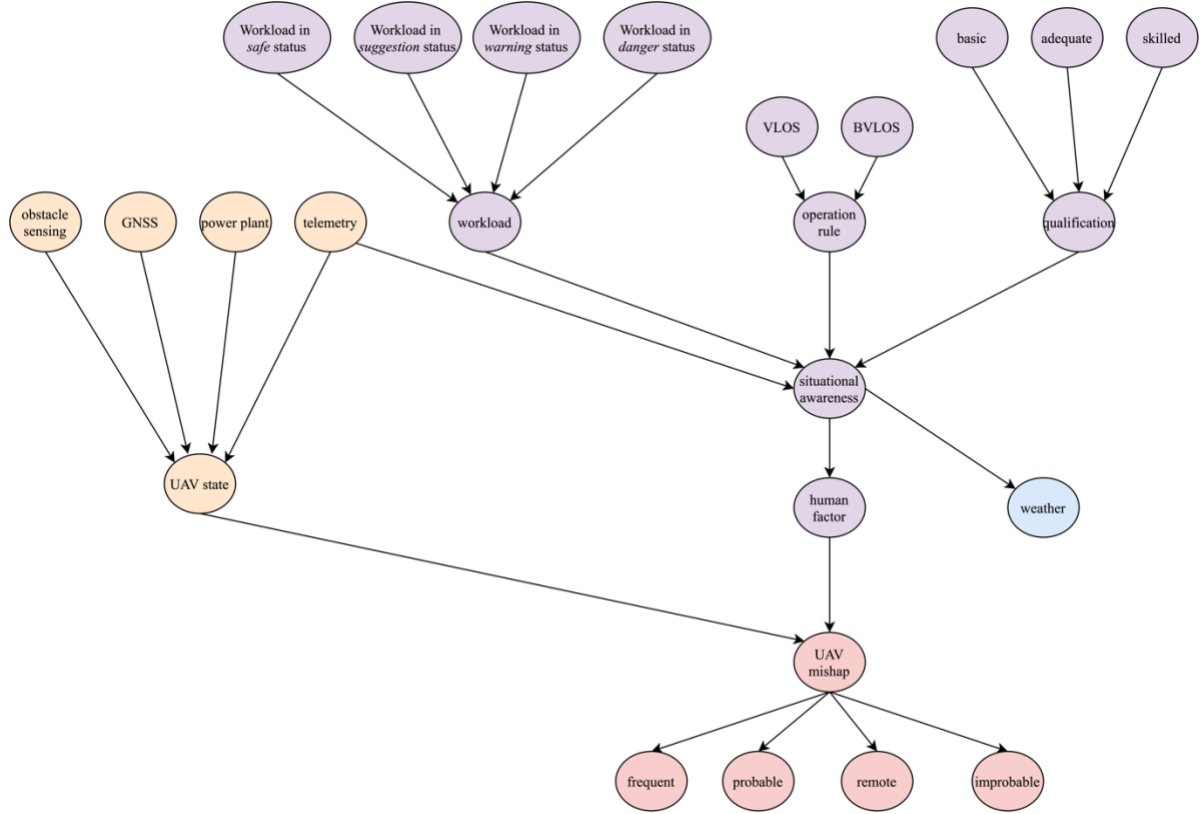 Workload in
safe status
Workload in
suggestion status
Workload in
warning status
Workload in
danger status
basic
adequate
skilled
VLOS
BVLOS
obstacle
sensing
GNSS
power plant
telemetry
workload
operation
rule
qualification
situational
awareness
UAV state
human
factor
weather
UAV
mishap
frequent
probable
remote
improbable